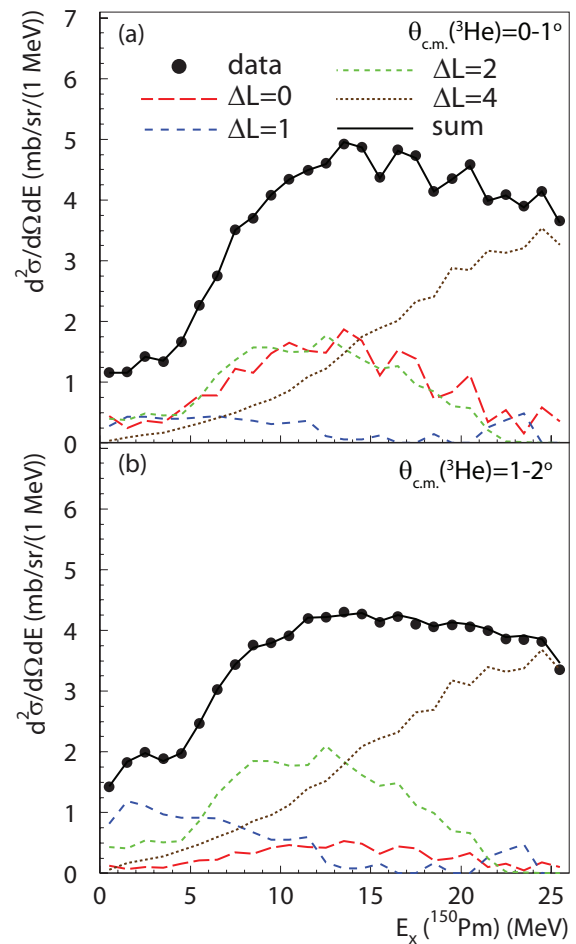 (a)
θc.m.(³He)=0-1°
data
ΔL=0
ΔL=1
ΔL=2
ΔL=4
sum
d²σ/dΩdE (mb/sr/(1 MeV))
7
6
5
4
3
2
1
0
(b)
θc.m.(³He)=1-2°
d²σ/dΩdE (mb/sr/(1 MeV))
6
5
4
3
2
1
0
0 5 10 15 20 25
Ex (¹⁵⁰Pm) (MeV)